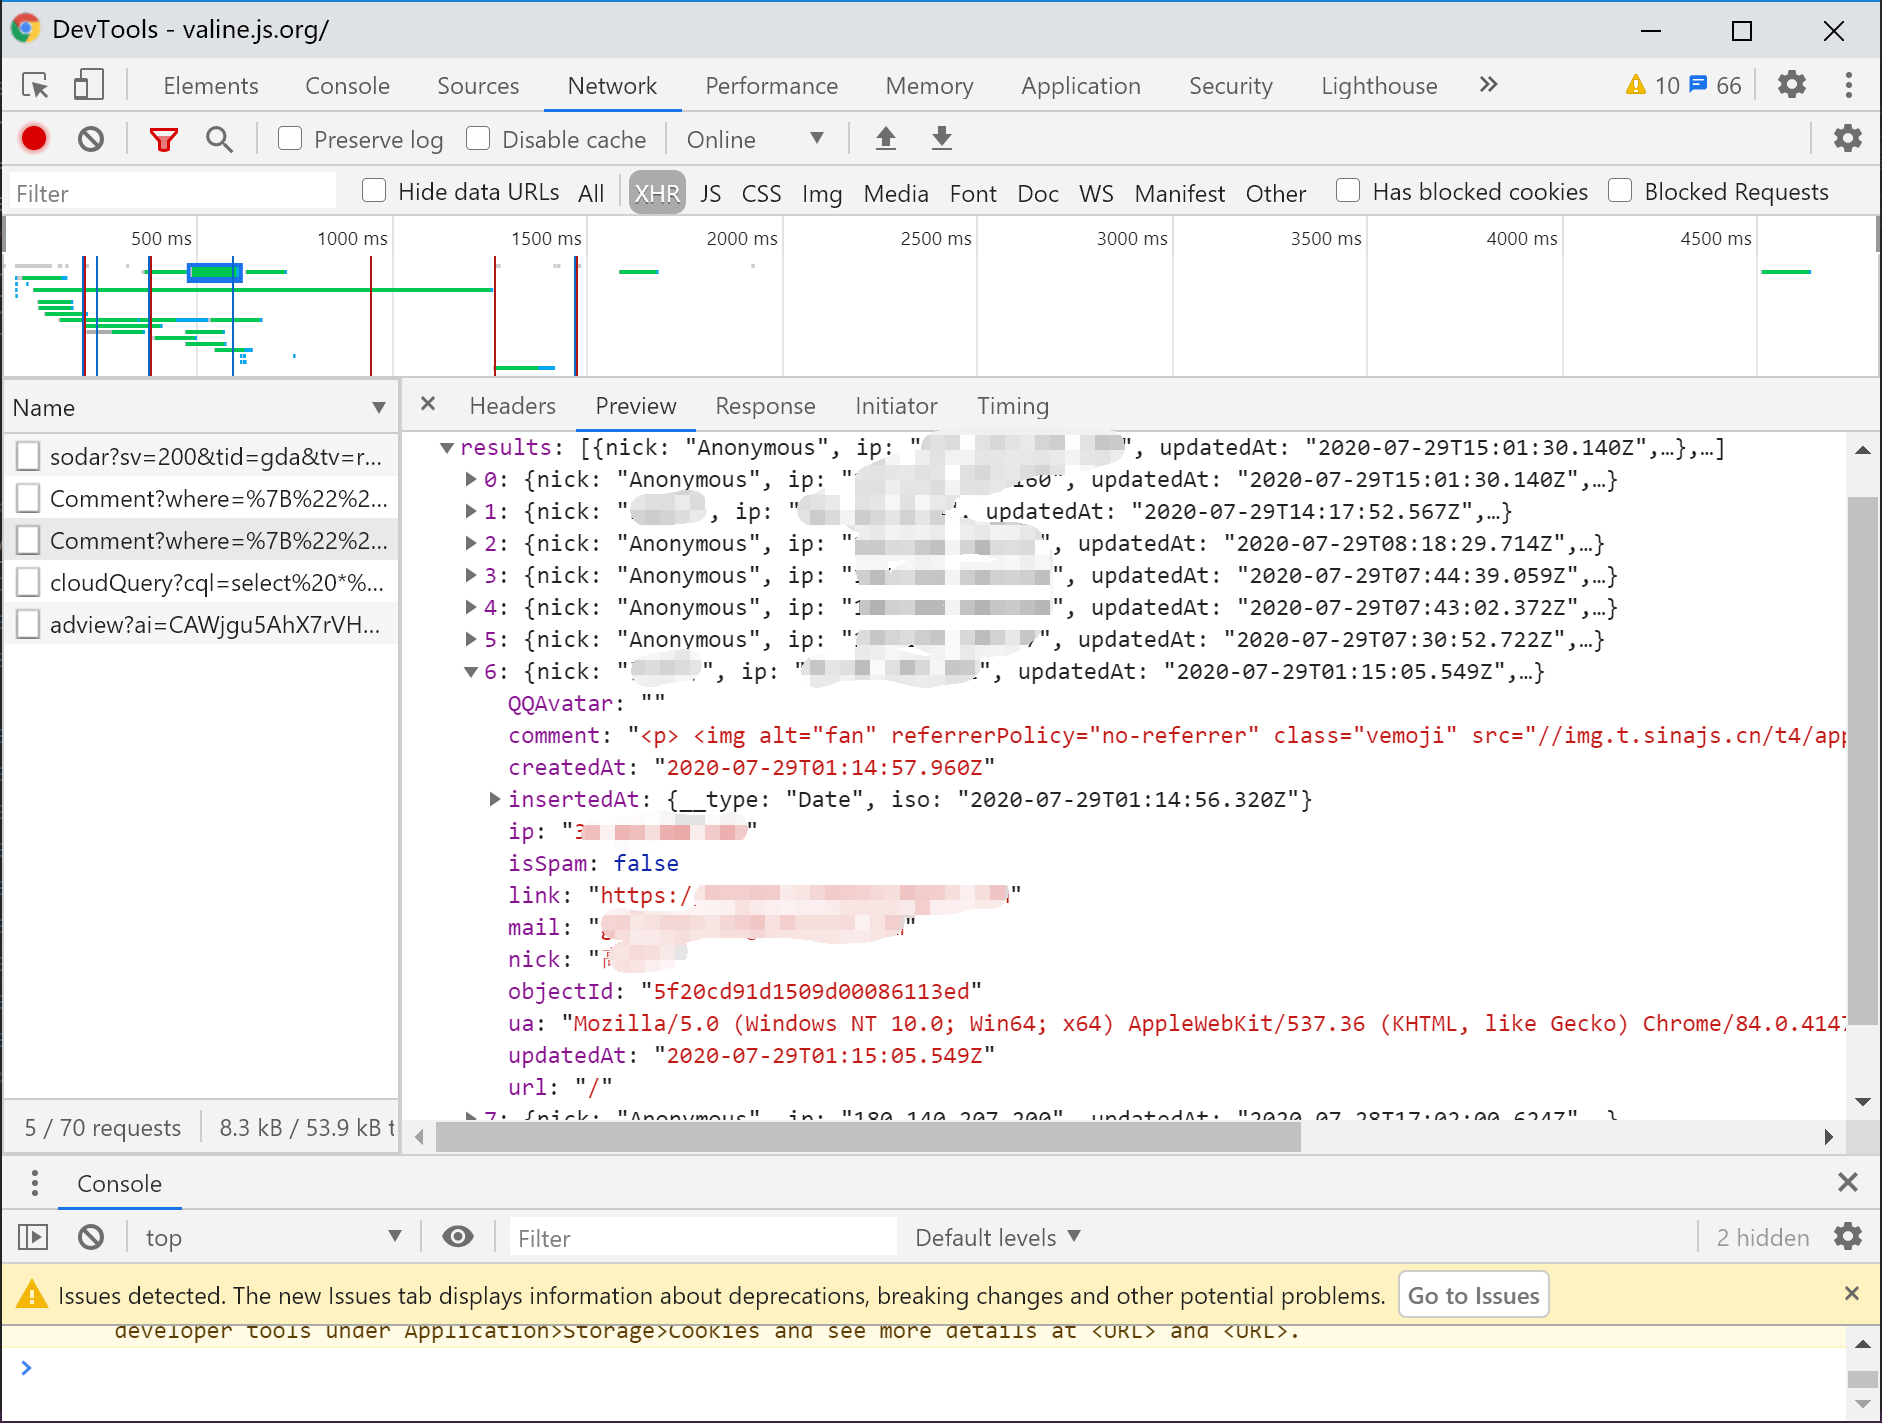 DevTools - valine.js.org/
Elements Console Sources Network Performance Memory Application Security Lighthouse » 10 66
Preserve log Disable cache Online
Filter Hide data URLs All XHR JS CSS Img Media Font Doc WS Manifest Other Has blocked cookies Blocked Requests
500 ms 1000 ms 1500 ms 2000 ms 2500 ms 3000 ms 3500 ms 4000 ms 4500 ms
Name
sodar?sv=200&tid=gda&tv=r...
Comment?where=%7B%22%2...
Comment?where=%7B%22%2...
cloudQuery?cql=select%20*%...
adview?ai=CAWjgu5AhX7rVH...
5 / 70 requests 8.3 kB / 53.9 kB t
× Headers Preview Response Initiator Timing
results: [{nick: "Anonymous", ip: "", updatedAt: "2020-07-29T15:01:30.140Z",…},…]
0: {nick: "Anonymous", ip: "160", updatedAt: "2020-07-29T15:01:30.140Z",…}
1: {nick: ", ip: " updatedAt: "2020-07-29T14:17:52.567Z",…}
2: {nick: "Anonymous", ip: "", updatedAt: "2020-07-29T08:18:29.714Z",…}
3: {nick: "Anonymous", ip: "", updatedAt: "2020-07-29T07:44:39.059Z",…}
4: {nick: "Anonymous", ip: "1", updatedAt: "2020-07-29T07:43:02.372Z",…}
5: {nick: "Anonymous", ip: "", updatedAt: "2020-07-29T07:30:52.722Z",…}
6: {nick: "", ip: "", updatedAt: "2020-07-29T01:15:05.549Z",…}
QQAvatar: ""
comment: "<p> <img alt="fan" referrerPolicy="no-referrer" class="vemoji" src="//img.t.sinajs.cn/t4/app
createdAt: "2020-07-29T01:14:57.960Z"
insertedAt: {__type: "Date", iso: "2020-07-29T01:14:56.320Z"}
ip: "3"
isSpam: false
link: "https:/"
mail: "g"
nick: "高
objectId: "5f20cd91d1509d00086113ed"
ua: "Mozilla/5.0 (Windows NT 10.0; Win64; x64) AppleWebKit/537.36 (KHTML, like Gecko) Chrome/84.0.4147
updatedAt: "2020-07-29T01:15:05.549Z"
url: "/"
7: {nick: "Anonymous", ip: "180.140.207.200", updatedAt: "2020-07-28T17:02:00.624Z",…}
Console
top Filter Default levels 2 hidden
Issues detected. The new Issues tab displays information about deprecations, breaking changes and other potential problems. Go to Issues ×
developer tools under Application>Storage>Cookies and see more details at <URL> and <URL>.
>